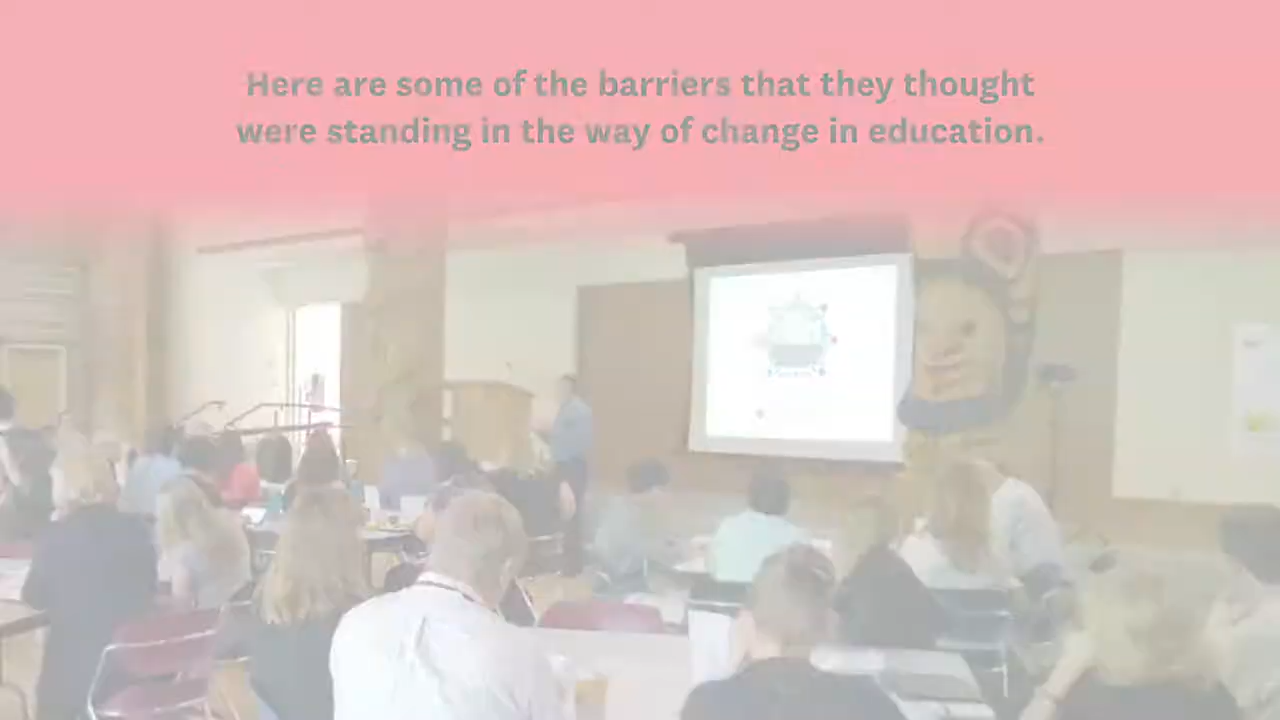 Here are some of the barriers that they thought
were standing in the way of change in education.